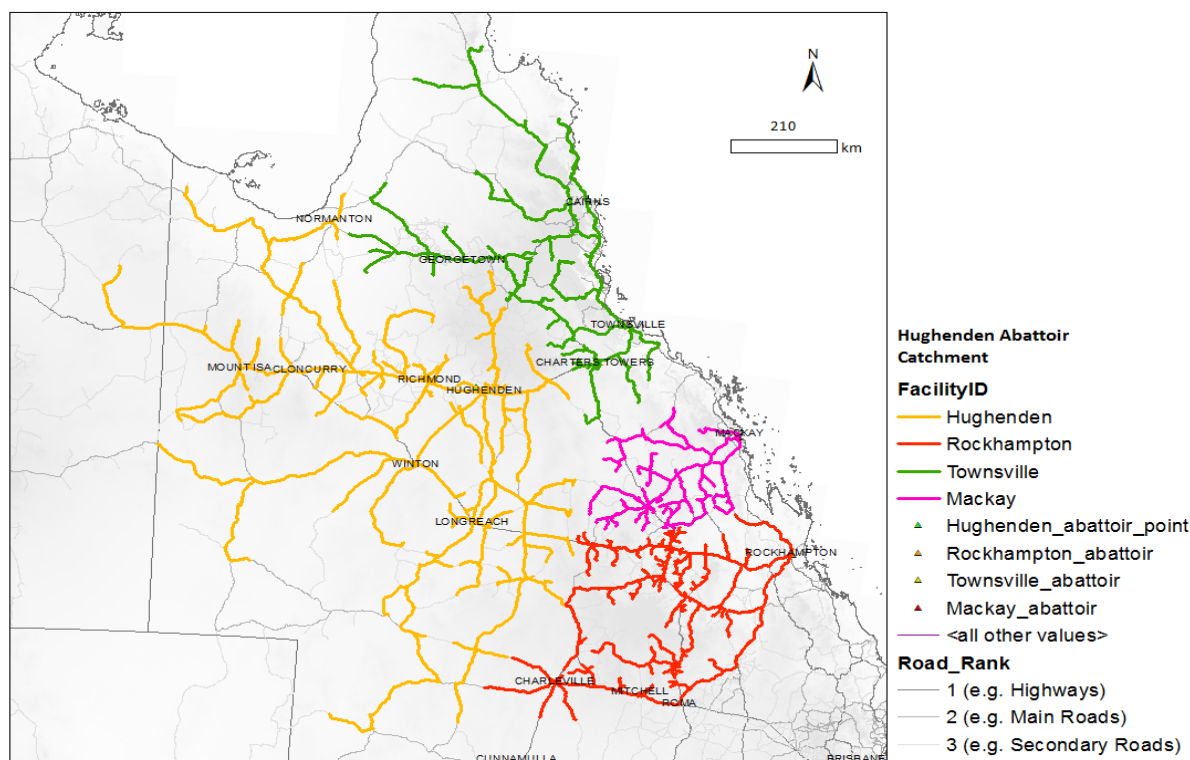 N
210
km
CAIRNS
NORMANTON
GEORGETOWN
TOWNSVILLE
CHARTERS TOWERS
MOUNT ISA
CLONCURRY
RICHMOND
HUGHENDEN
MACKAY
WINTON
LONGREACH
ROCKHAMPTON
CHARLEVILLE
MITCHELL
ROMA
CUNNAMULLA
BRISBANE
Hughenden Abattoir
Catchment
FacilityID
Hughenden
Rockhampton
Townsville
Mackay
Hughenden_abattoir_point
Rockhampton_abattoir
Townsville_abattoir
Mackay_abattoir
<all other values>
Road_Rank
1 (e.g. Highways)
2 (e.g. Main Roads)
3 (e.g. Secondary Roads)